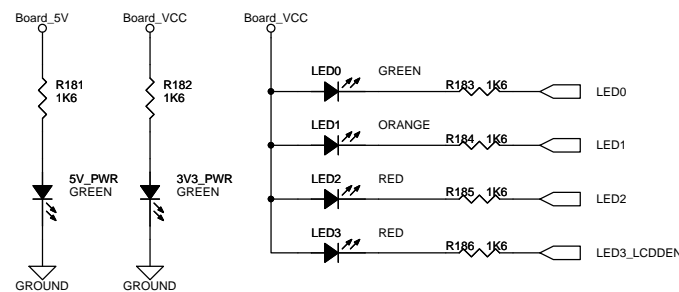 Board_5V
Board_VCC
Board_VCC
R181
1K6
R182
1K6
5V_PWR
GREEN
3V3_PWR
GREEN
GROUND
GROUND
LED0
GREEN
R183
1K6
LED0
LED1
ORANGE
R184
1K6
LED1
LED2
RED
R185
1K6
LED2
LED3
RED
R186
1K6
LED3_LCDDEN